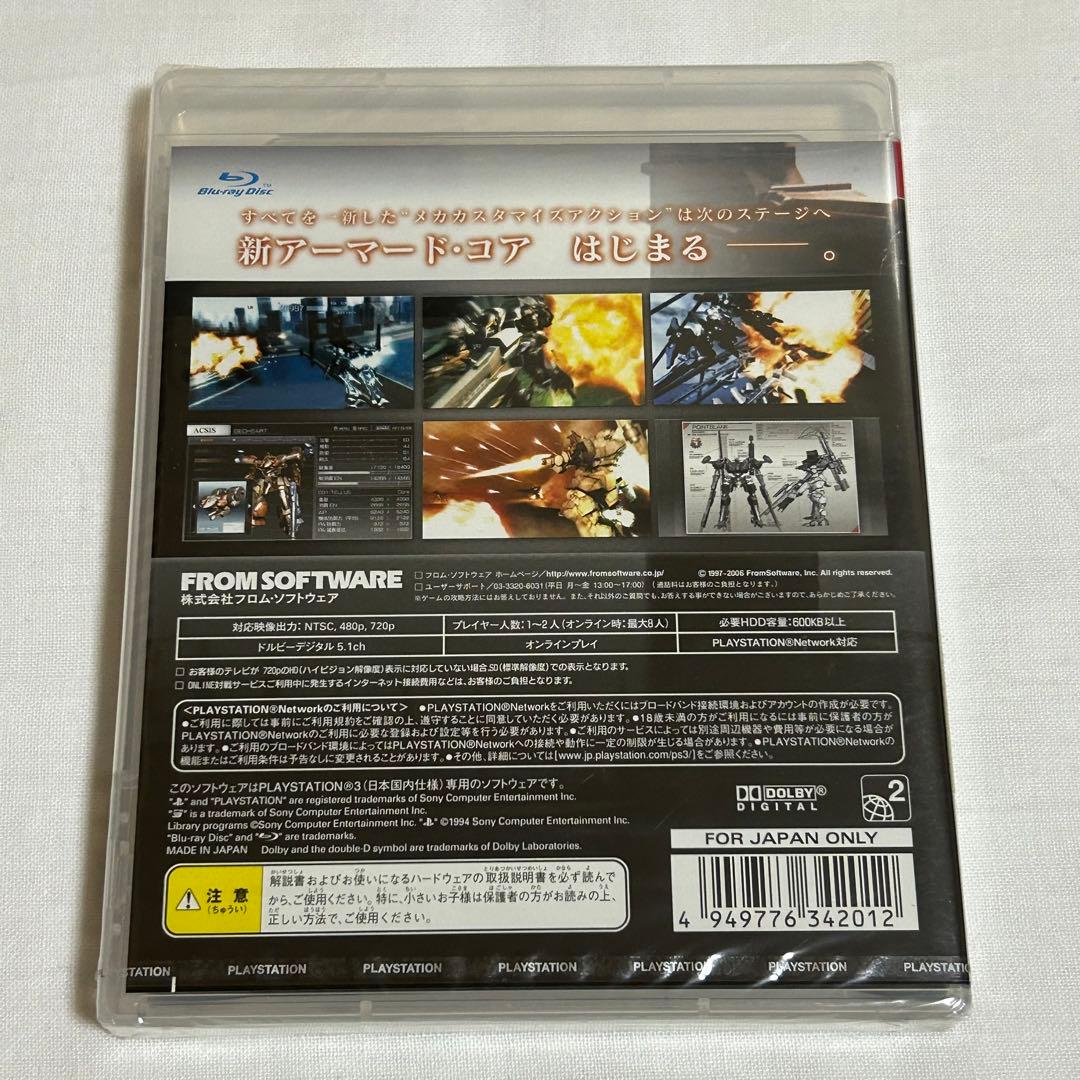 Blu-ray Disc™
すべてを一新した“メカカスタマイズアクション”は次のステージへ
新アーマード・コア　はじまる――。
ACSIS
POINTBLANK
FROM SOFTWARE
株式会社フロム・ソフトウェア
□フロム・ソフトウェア ホームページ/http://www.fromsoftware.co.jp/
© 1997-2006 FromSoftware, Inc. All rights reserved.
□ユーザーサポート/03-3320-6031(平日 月~金 13:00~17:00) (通話料はお客様のご負担となります。)
※ゲームの攻略方法にはお答えしておりません。また、それ以外のご質問でも、お答えする事ができない場合がございますので、あらかじめご了承ください。
対応映像出力: NTSC, 480p, 720p
プレイヤー人数:1~2人(オンライン時:最大8人)
必要HDD容量:600KB以上
ドルビーデジタル 5.1ch
オンラインプレイ
PLAYSTATION®Network対応
□ お客様のテレビが 720pのHD(ハイビジョン解像度)表示に対応していない場合、SD(標準解像度)での表示となります。
□ ONLINE対戦サービスご利用中に発生するインターネット接続費用などは、お客様のご負担となります。
<PLAYSTATION®Networkのご利用について> ●PLAYSTATION®Networkをご利用いただくにはブロードバンド接続環境およびアカウントの作成が必要です。
●ご利用に際しては事前にご利用規約をご確認の上、遵守することに同意していただく必要があります。●18歳未満の方がご利用になるには事前に保護者の方が
PLAYSTATION®Networkのご利用に必要な登録および設定等を行う必要があります。●ご利用のサービスによっては別途周辺機器や費用等が必要になる場合が
あります。●ご利用のブロードバンド環境によってはPLAYSTATION®Networkへの接続や動作に一定の制限が生じる場合があります。●PLAYSTATION®Networkの
機能またはご利用条件は予告なしに変更されることがあります。●その他、詳細については[www.jp.playstation.com/ps3/]をご参照ください。
このソフトウェアはPLAYSTATION®3(日本国内仕様)専用のソフトウェアです。
" " and "PLAYSTATION" are registered trademarks of Sony Computer Entertainment Inc.
" " is a trademark of Sony Computer Entertainment Inc.
Library programs ©Sony Computer Entertainment Inc. " " ©1994 Sony Computer Entertainment Inc.
"Blu-ray Disc" and " " are trademarks.
MADE IN JAPAN Dolby and the double-D symbol are trademarks of Dolby Laboratories.
DOLBY®
DIGITAL
2
FOR JAPAN ONLY
注意
(ちゅうい)
解説書およびお使いになるハードウェアの取扱説明書を必ず読んで
から、ご使用ください。特に、小さいお子様は保護者の方がお読みの上、
正しい方法で、ご使用ください。
4 949776 342012
STATION PLAYSTATION PLAYSTATION PLAYSTATION PLAYSTATION PLAYSTATION PLAYSTA